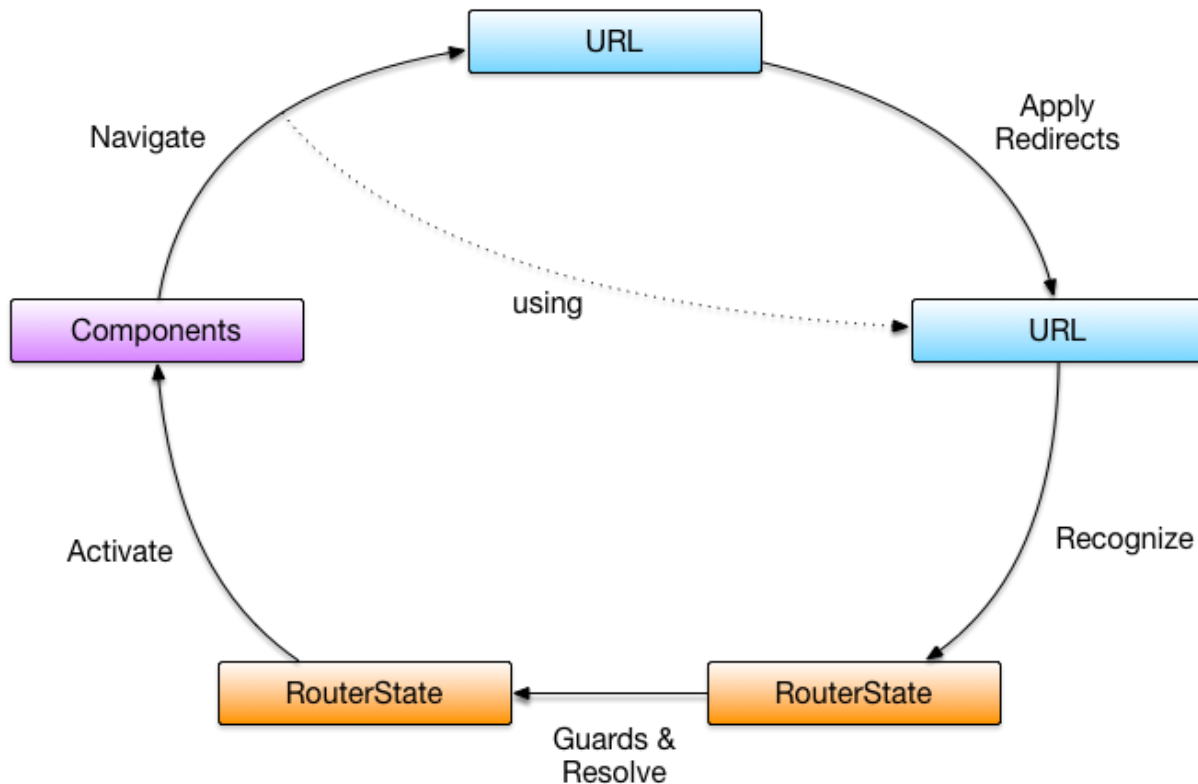 URL
Apply
Redirects
Navigate
using
Components
URL
Activate
Recognize
RouterState
RouterState
Guards &
Resolve